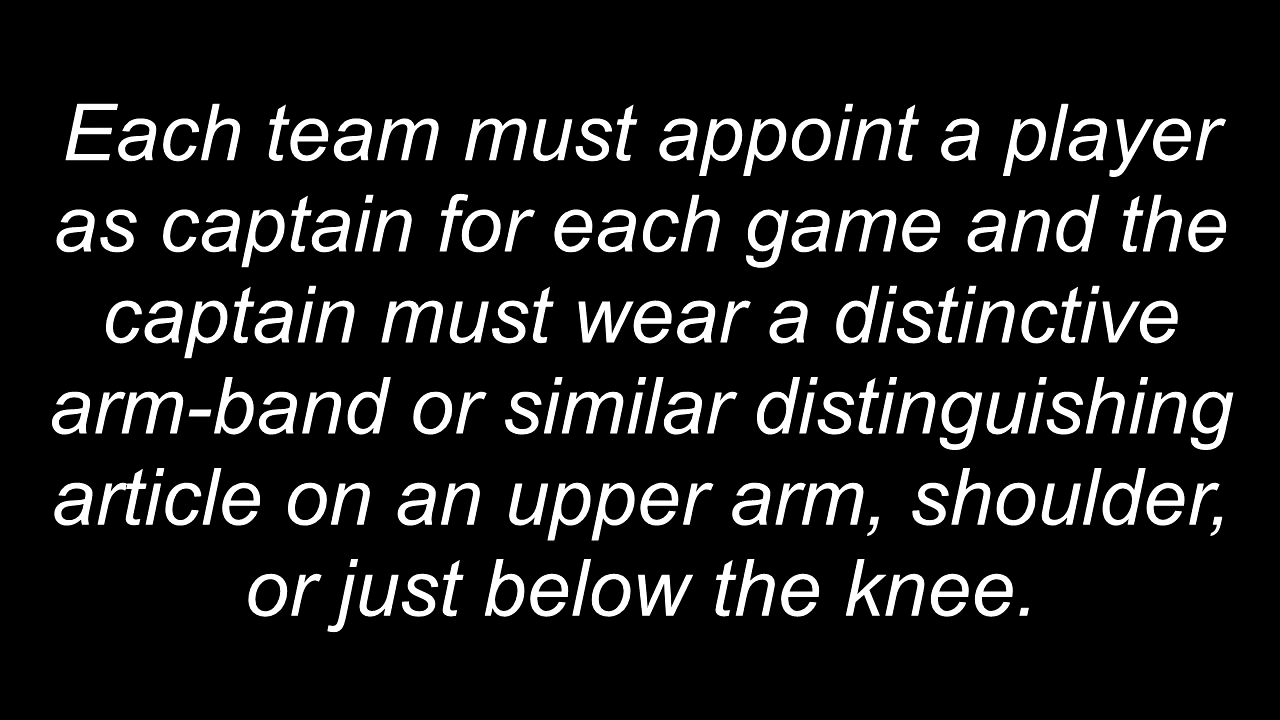 Each team must appoint a player
as captain for each game and the
captain must wear a distinctive
arm-band or similar distinguishing
article on an upper arm, shoulder,
or just below the knee.